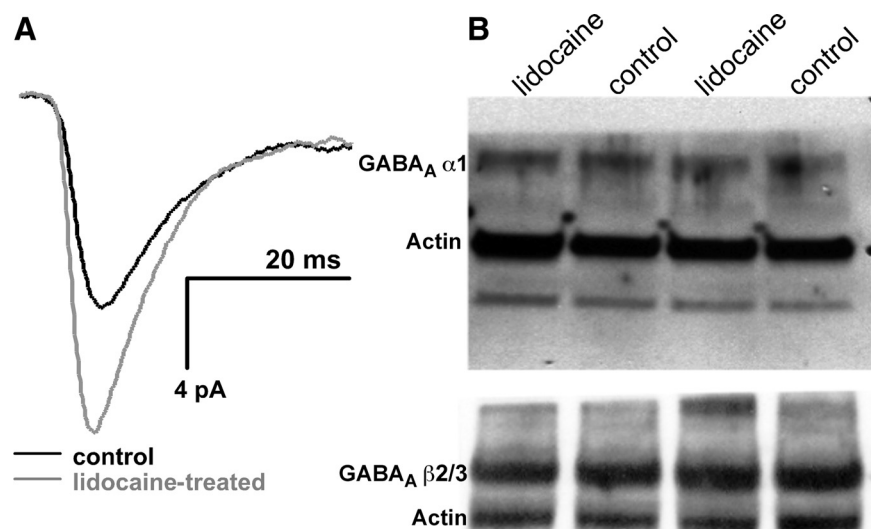 A
20 ms
4 pA
control
lidocaine-treated
B
lidocaine
control
lidocaine
control
GABAA α1
Actin
GABAA β2/3
Actin